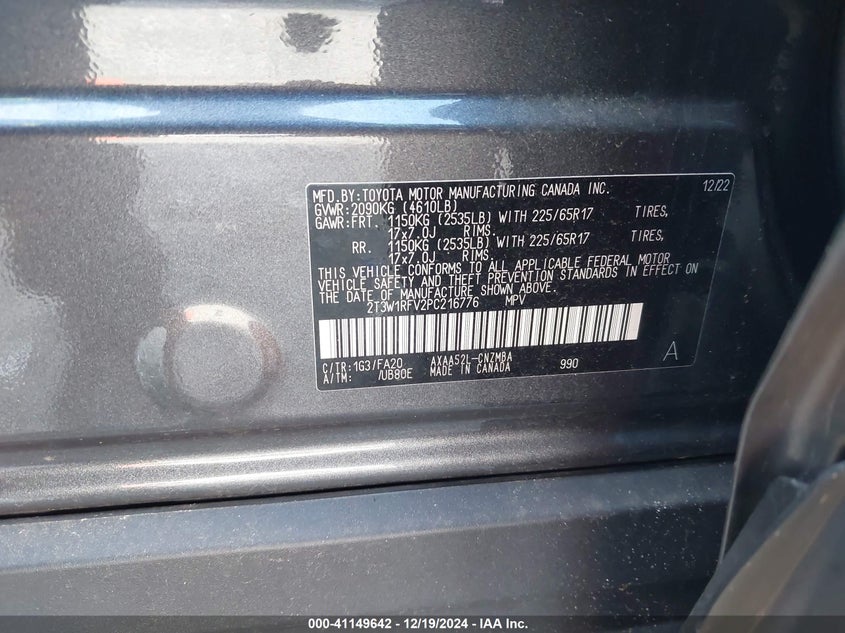 MFD.BY:TOYOTA MOTOR MANUFACTURING CANADA INC. 12/22
GVWR:2090KG (4610LB)
GAWR:FRT. 1150KG (2535LB) WITH 225/65R17 TIRES,
17x7.0J RIMS.
RR. 1150KG (2535LB) WITH 225/65R17 TIRES,
17x7.0J RIMS.
THIS VEHICLE CONFORMS TO ALL APPLICABLE FEDERAL MOTOR
VEHICLE SAFETY AND THEFT PREVENTION STANDARDS IN EFFECT ON
THE DATE OF MANUFACTURE SHOWN ABOVE.
2T3W1RFV2PC216776 MPV
C/TR:1G3/FA20 AXAA52L-CNZMBA 990 A
A/TM: /UB80E MADE IN CANADA
000-41149642 - 12/19/2024 - IAA Inc.